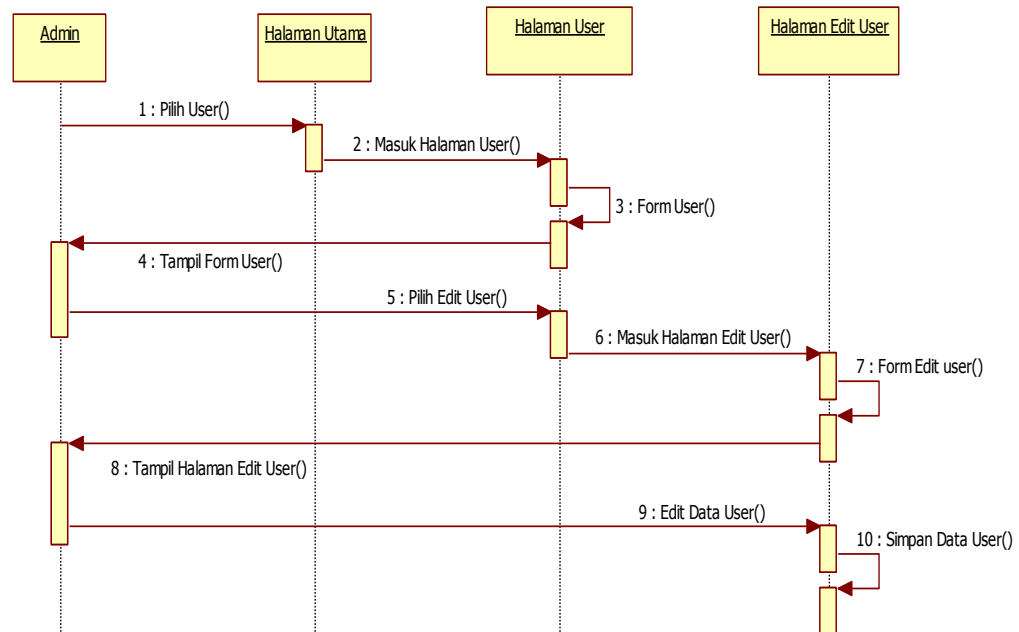 Admin
Halaman Utama
Halaman User
Halaman Edit User
1 : Pilih User()
2 : Masuk Halaman User()
3 : Form User()
4 : Tampil Form User()
5 : Pilih Edit User()
6 : Masuk Halaman Edit User()
7 : Form Edit user()
8 : Tampil Halaman Edit User()
9 : Edit Data User()
10 : Simpan Data User()